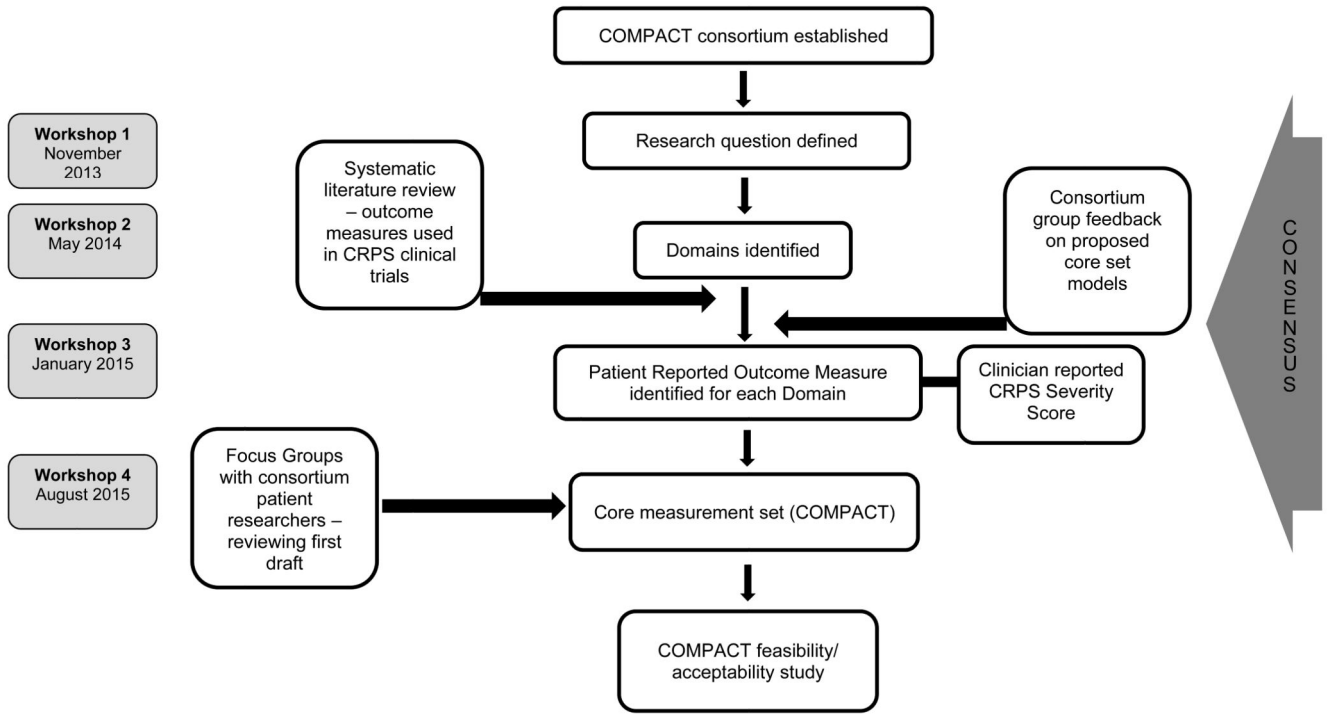 COMPACT consortium established
Workshop 1
November
2013
Research question defined
Systematic
literature review
– outcome
measures used
in CRPS clinical
trials
Consortium
group feedback
on proposed
core set
models
Workshop 2
May 2014
Domains identified
CONSENSUS
Workshop 3
January 2015
Patient Reported Outcome Measure
identified for each Domain
Clinician reported
CRPS Severity
Score
Workshop 4
August 2015
Focus Groups
with consortium
patient
researchers –
reviewing first
draft
Core measurement set (COMPACT)
COMPACT feasibility/
acceptability study